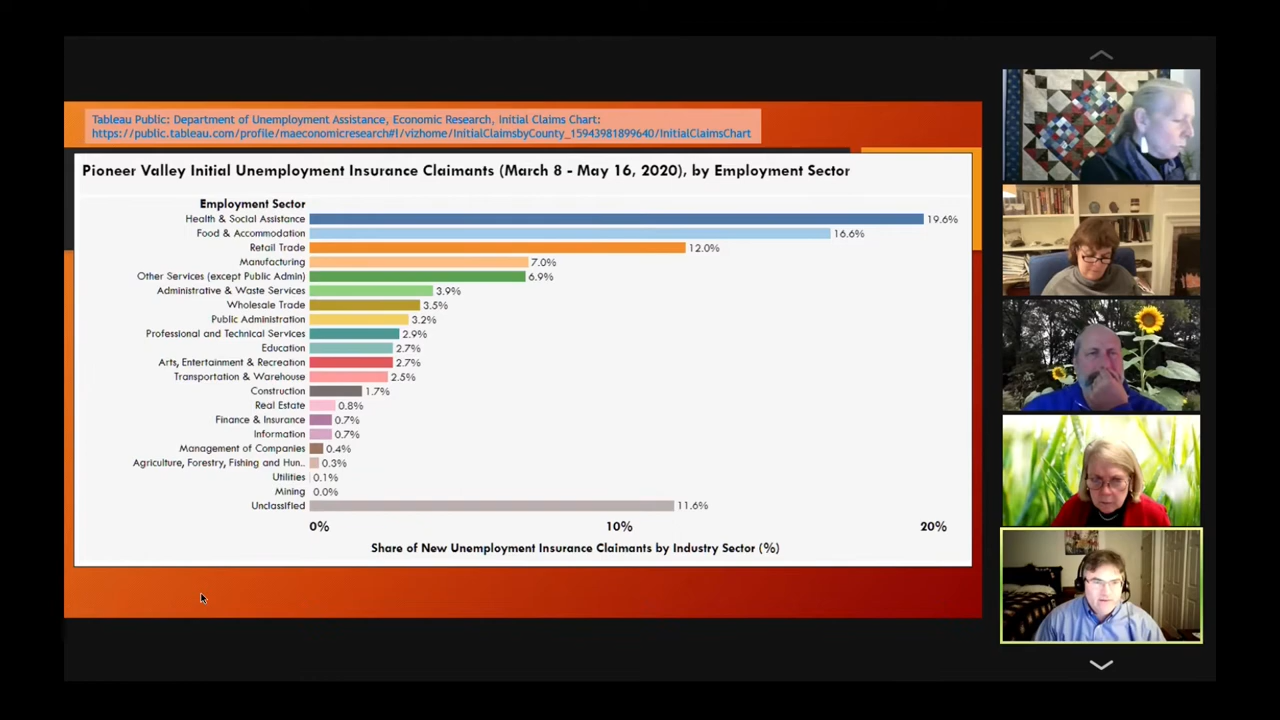 Tableau Public: Department of Unemployment Assistance, Economic Research, Initial Claims Chart:
https://public.tableau.com/profile/maeconomicresearch#!/vizhome/InitialClaimsbyCounty_15943981899640/InitialClaimsChart
Pioneer Valley Initial Unemployment Insurance Claimants (March 8 - May 16, 2020), by Employment Sector
Employment Sector
Health & Social Assistance 19.6%
Food & Accommodation 16.6%
Retail Trade 12.0%
Manufacturing 7.0%
Other Services (except Public Admin) 6.9%
Administrative & Waste Services 3.9%
Wholesale Trade 3.5%
Public Administration 3.2%
Professional and Technical Services 2.9%
Education 2.7%
Arts, Entertainment & Recreation 2.7%
Transportation & Warehouse 2.5%
Construction 1.7%
Real Estate 0.8%
Finance & Insurance 0.7%
Information 0.7%
Management of Companies 0.4%
Agriculture, Forestry, Fishing and Hun.. 0.3%
Utilities 0.1%
Mining 0.0%
Unclassified 11.6%
0% 10% 20%
Share of New Unemployment Insurance Claimants by Industry Sector (%)